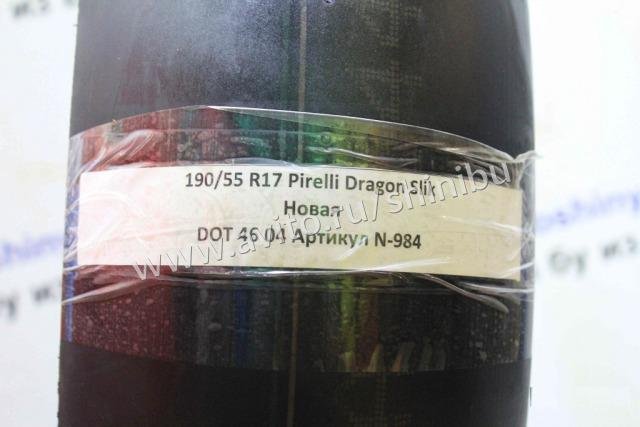 190/55 R17 Pirelli Dragon Slik
Новая
DOT 46 04 Артикул N-984
www.avito.ru/shinibu